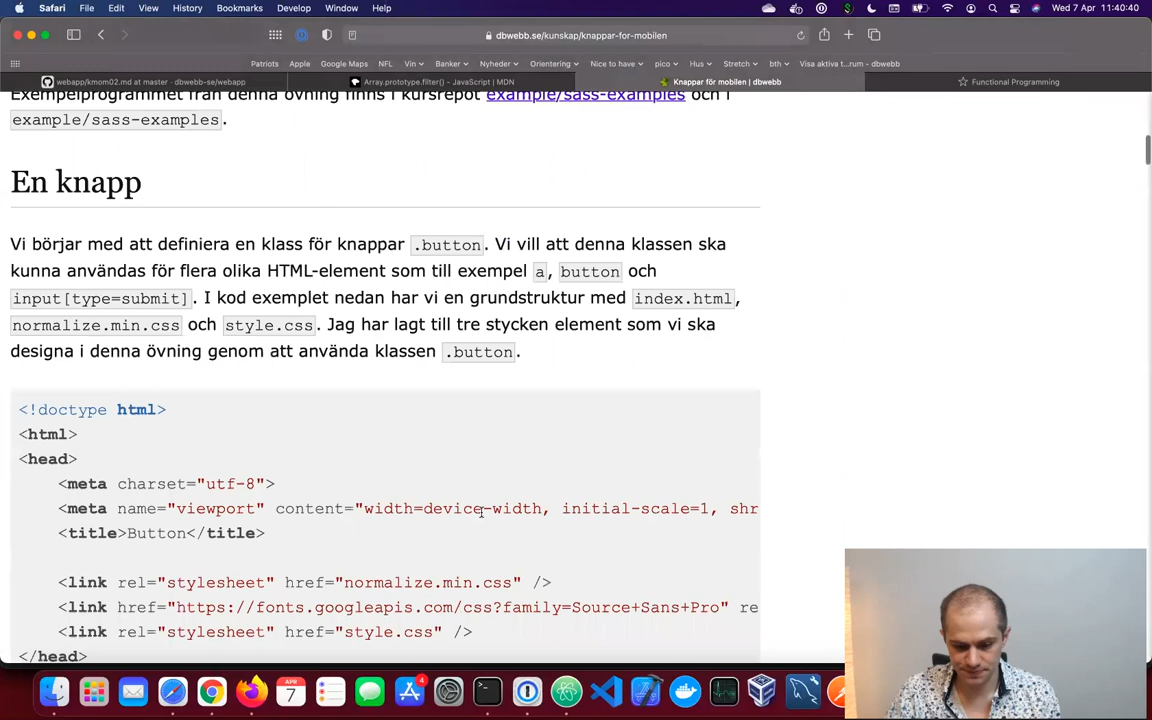 Safari File Edit View History Bookmarks Develop Window Help Wed 7 Apr 11:40:40
dbwebb.se/kunskap/knappar-for-mobilen
Patriots Apple Google Maps NFL Vin Banker Nyheder Orientering Nice to have pico Hus Stretch bth Visa aktiva t...rum - dbwebb
webapp/kmom02.md at master · dbwebb-se/webapp Array.prototype.filter() - JavaScript | MDN Knappar för mobilen | dbwebb Functional Programming
Exempelprogrammet från denna övning finns i kursrepot example/sass-examples och i
example/sass-examples.
En knapp
Vi börjar med att definiera en klass för knappar .button. Vi vill att denna klassen ska
kunna användas för flera olika HTML-element som till exempel a, button och
input[type=submit]. I kod exemplet nedan har vi en grundstruktur med index.html,
normalize.min.css och style.css. Jag har lagt till tre stycken element som vi ska
designa i denna övning genom att använda klassen .button.
<!doctype html>
<html>
<head>
<meta charset="utf-8">
<meta name="viewport" content="width=device-width, initial-scale=1, shr
<title>Button</title>
<link rel="stylesheet" href="normalize.min.css" />
<link href="https://fonts.googleapis.com/css?family=Source+Sans+Pro" re
<link rel="stylesheet" href="style.css" />
</head>
APR
7
4